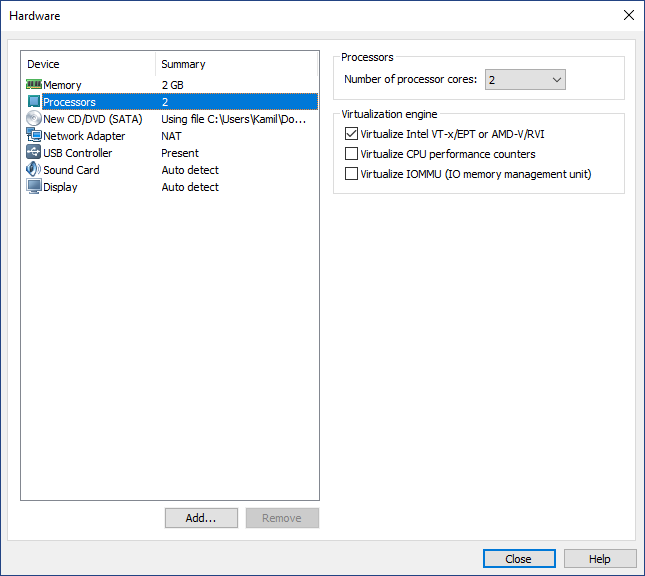 Hardware
Device Summary
Memory 2 GB
Processors 2
New CD/DVD (SATA) Using file C:\Users\Kamil\Do...
Network Adapter NAT
USB Controller Present
Sound Card Auto detect
Display Auto detect
Add... Remove
Processors
Number of processor cores: 2
Virtualization engine
Virtualize Intel VT-x/EPT or AMD-V/RVI
Virtualize CPU performance counters
Virtualize IOMMU (IO memory management unit)
Close Help